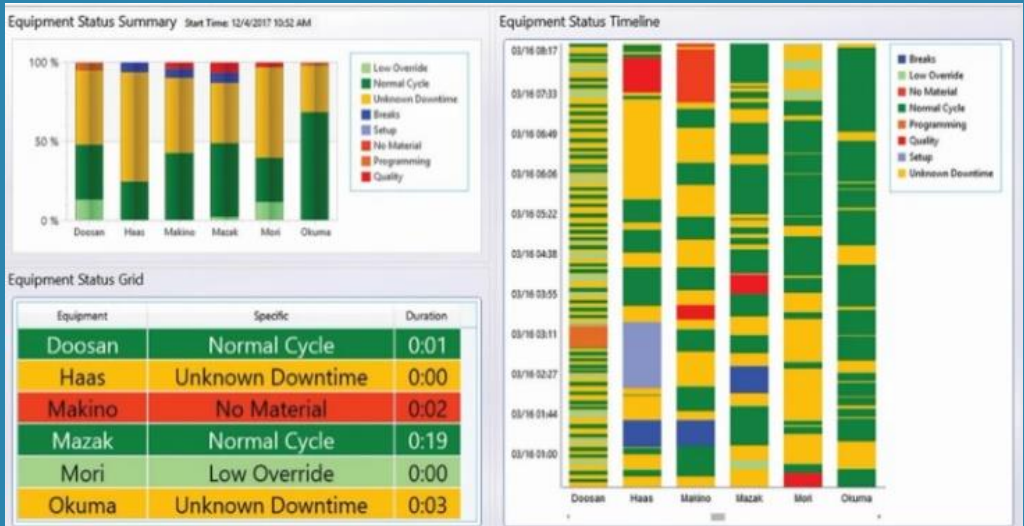 Equipment Status Summary Start Time: 12/4/2017 10:52 AM
100 %
50 %
0 %
Doosan Haas Makino Mazak Mori Okuma
Low Override
Normal Cycle
Unknown Downtime
Breaks
Setup
No Material
Programming
Quality
Equipment Status Grid
Equipment Specific Duration
Doosan Normal Cycle 0:01
Haas Unknown Downtime 0:00
Makino No Material 0:02
Mazak Normal Cycle 0:19
Mori Low Override 0:00
Okuma Unknown Downtime 0:03
Equipment Status Timeline
03/16 08:17
03/16 07:33
03/16 06:49
03/16 06:06
03/16 05:22
03/16 04:38
03/16 03:55
03/16 03:11
03/16 02:27
03/16 01:44
03/16 01:00
Doosan Haas Makino Mazak Mori Okuma
Breaks
Low Override
No Material
Normal Cycle
Programming
Quality
Setup
Unknown Downtime